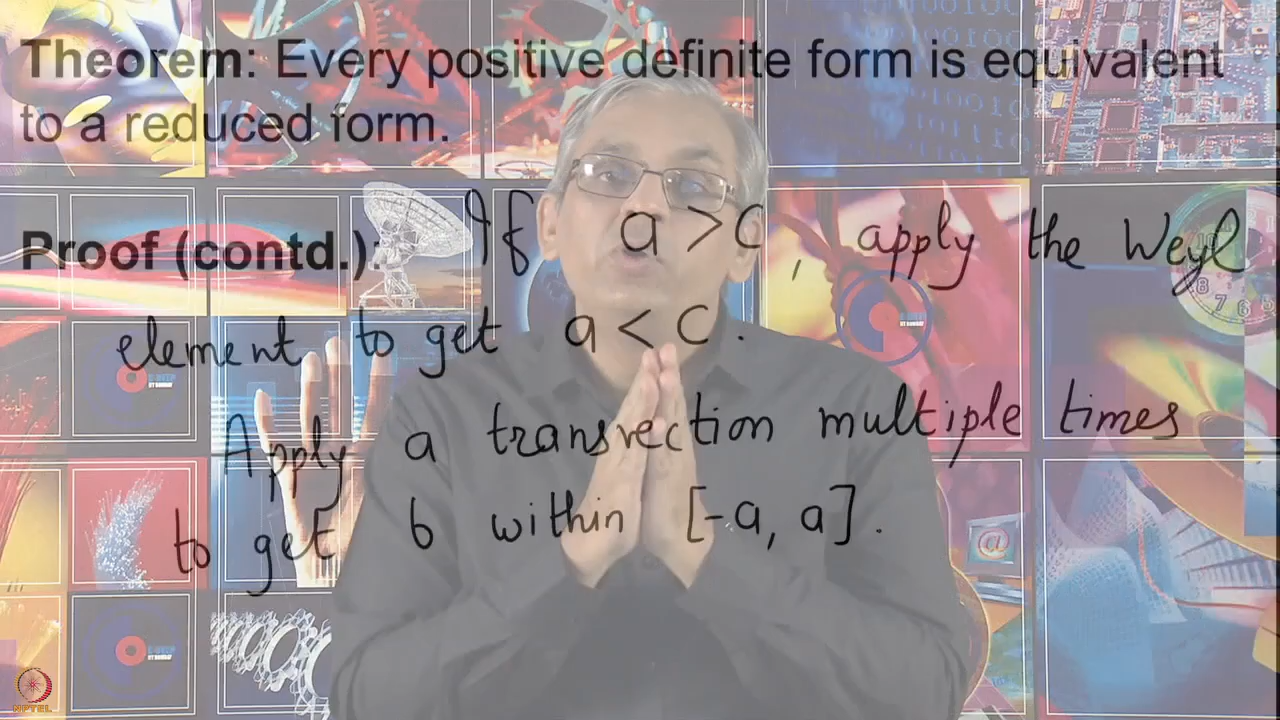 Theorem: Every positive definite form is equivalent
to a reduced form.
Proof (contd.): If a > c, apply the Weyl
element to get a < c.
Apply a transvection multiple times
to get b within [-a, a].
NPTEL